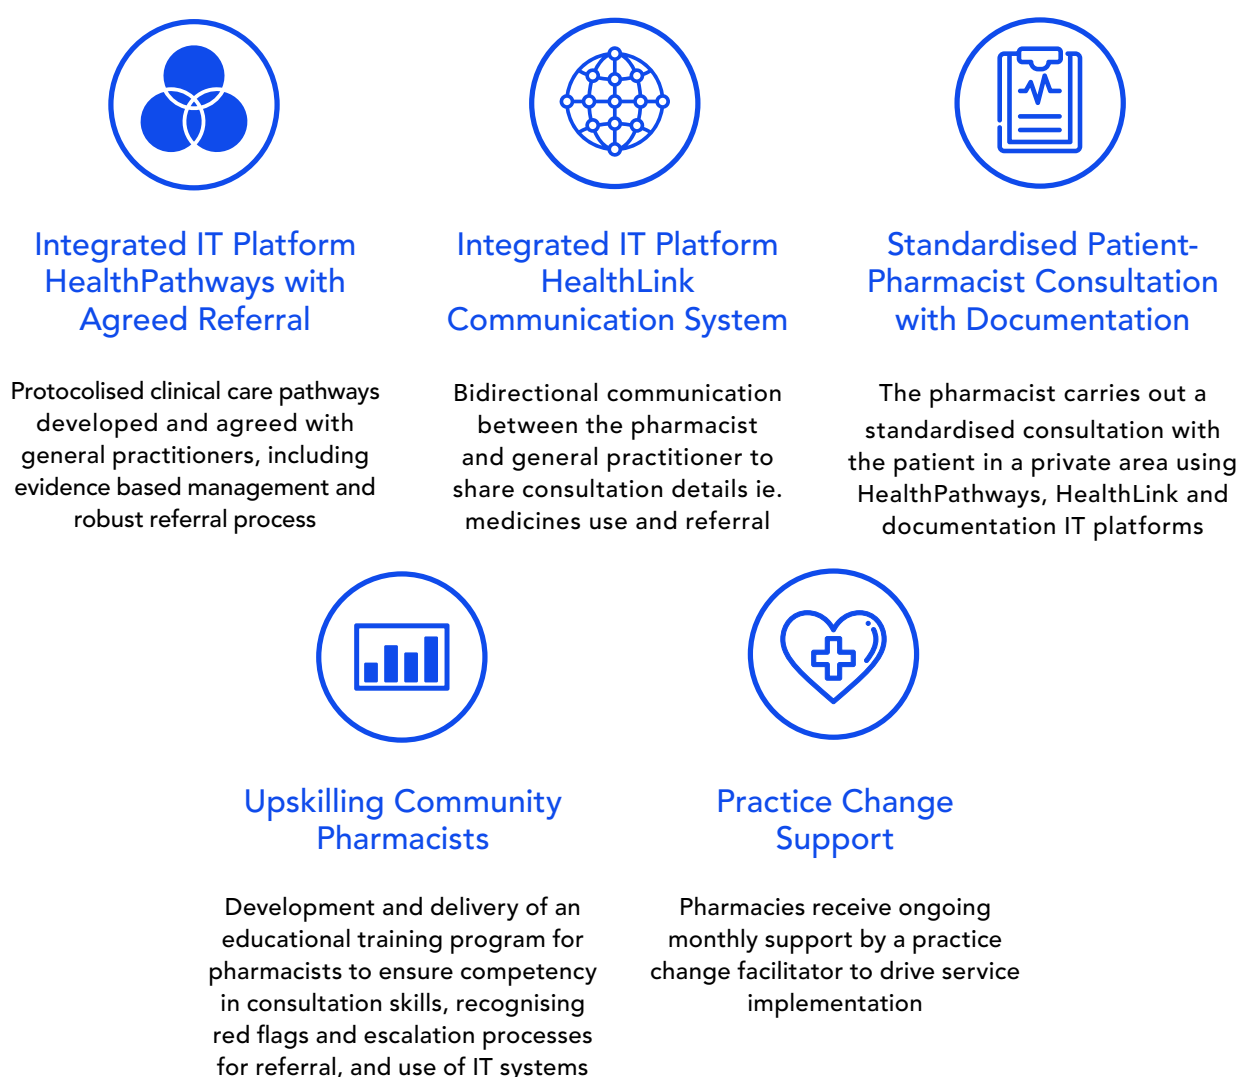 Integrated IT Platform
HealthPathways with
Agreed Referral
Protocolised clinical care pathways
developed and agreed with
general practitioners, including
evidence based management and
robust referral process
Integrated IT Platform
HealthLink
Communication System
Bidirectional communication
between the pharmacist
and general practitioner to
share consultation details ie.
medicines use and referral
Standardised Patient-
Pharmacist Consultation
with Documentation
The pharmacist carries out a
standardised consultation with
the patient in a private area using
HealthPathways, HealthLink and
documentation IT platforms
Upskilling Community
Pharmacists
Development and delivery of an
educational training program for
pharmacists to ensure competency
in consultation skills, recognising
red flags and escalation processes
for referral, and use of IT systems
Practice Change
Support
Pharmacies receive ongoing
monthly support by a practice
change facilitator to drive service
implementation